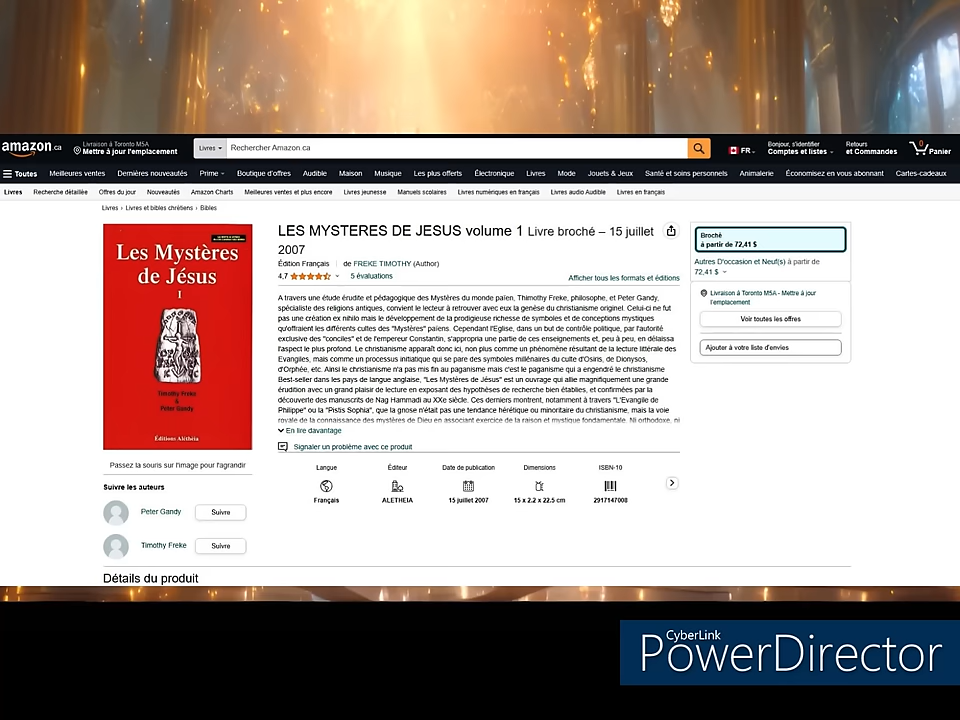 amazon.ca
Livraison à Toronto M5A
Mettre à jour l'emplacement
Livres
Rechercher Amazon.ca
FR
Bonjour, s'identifier
Comptes et listes
Retours
et Commandes
0
Panier
Toutes Meilleures ventes Dernières nouveautés Prime Boutique d'offres Audible Maison Musique Les plus offerts Électronique Livres Mode Jouets & Jeux Santé et soins personnels Animalerie Économisez en vous abonnant Cartes-cadeaux
Livres Recherche détaillée Offres du jour Nouveautés Amazon Charts Meilleures ventes et plus encore Livres jeunesse Manuels scolaires Livres numériques en français Livres audio Audible Livres en français
Livres › Livres et bibles chrétiens › Bibles
Les Mystères
de Jésus
I
Timothy Freke
&
Peter Gandy
Éditions Alétheia
Passez la souris sur l'image pour l'agrandir
Suivre les auteurs
Peter Gandy
Suivre
Timothy Freke
Suivre
LES MYSTERES DE JESUS volume 1 Livre broché – 15 juillet
2007
Édition Français | de FREKE TIMOTHY (Author)
4,7
5 évaluations
Afficher tous les formats et éditions
A travers une étude érudite et pédagogique des Mystères du monde païen, Thimothy Freke, philosophe, et Peter Gandy,
spécialiste des religions antiques, convient le lecteur à retrouver avec eux la genèse du christianisme originel. Celui-ci ne fut
pas une création ex nihilo mais le développement de la prodigieuse richesse de symboles et de conceptions mystiques
qu'offraient les différents cultes des "Mystères" païens. Cependant l'Eglise, dans un but de contrôle politique, par l'autorité
exclusive des "conciles" et de l'empereur Constantin, s'appropria une partie de ces enseignements et, peu à peu, en délaissa
l'aspect le plus profond. Le christianisme apparaît donc ici, non plus comme un phénomène résultant de la lecture littérale des
Evangiles, mais comme un processus initiatique qui se pare des symboles millénaires du culte d'Osiris, de Dionysos,
d'Orphée, etc. Ainsi le christianisme n'a pas mis fin au paganisme mais c'est le paganisme qui a engendré le christianisme
Best-seller dans les pays de langue anglaise, "Les Mystères de Jésus" est un ouvrage qui allie magnifiquement une grande
érudition avec un grand plaisir de lecture en exposant des hypothèses de recherche bien établies, et confirmées par la
découverte des manuscrits de Nag Hammadi au XXe siècle. Ces derniers montrent, notamment à travers "L'Evangile de
Philippe" ou la "Pistis Sophia", que la gnose n'était pas une tendance hérétique ou minoritaire du christianisme, mais la voie
royale de la connaissance des mystères de Dieu en associant exercice de la raison et mystique fondamentale. Ni orthodoxe, ni
En lire davantage
Signaler un problème avec ce produit
Langue
Français
Éditeur
ALETHEIA
Date de publication
15 juillet 2007
Dimensions
15 x 2.2 x 22.5 cm
ISBN-10
2917147008
Broché
à partir de 72,41 $
Autres D'occasion et Neuf(s) à partir de
72,41 $
Livraison à Toronto M5A - Mettre à jour
l'emplacement
Voir toutes les offres
Ajouter à votre liste d'envies
Détails du produit
CyberLink
PowerDirector